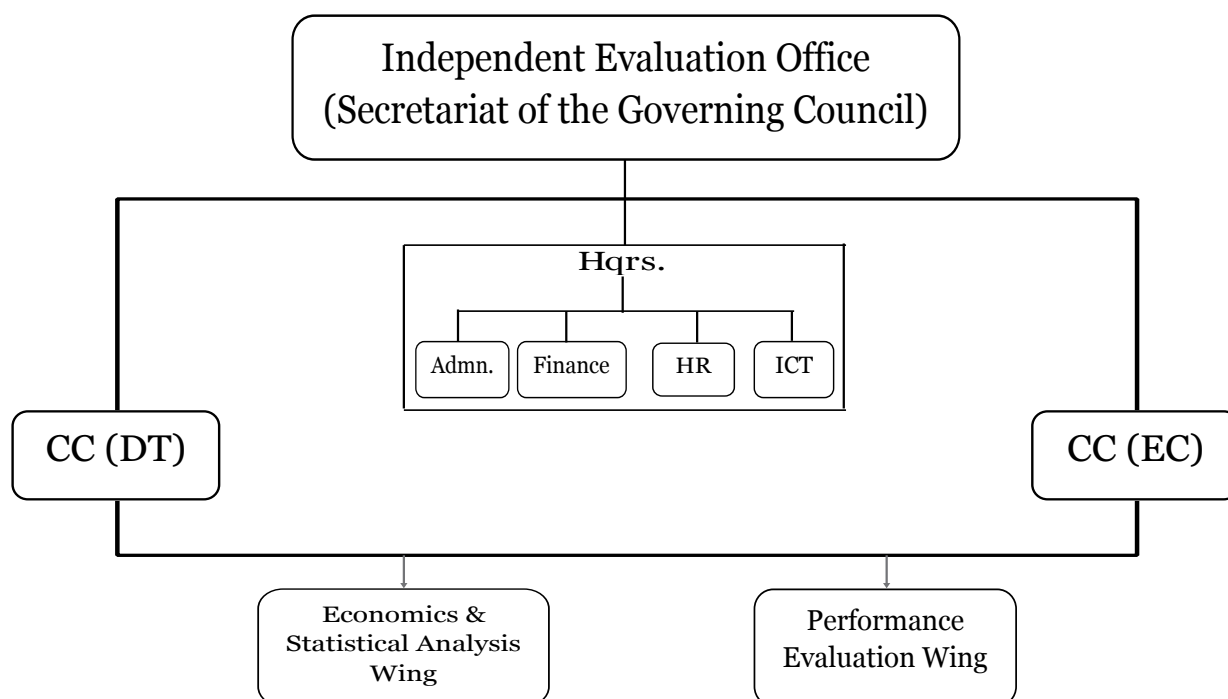 Independent Evaluation Office
(Secretariat of the Governing Council)
Hqrs.
Admn.
Finance
HR
ICT
CC (DT)
CC (EC)
Economics &
Statistical Analysis
Wing
Performance
Evaluation Wing